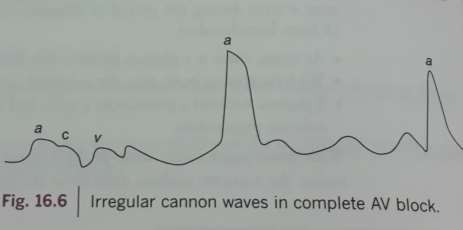 a
a c v
a
Fig. 16.6 Irregular cannon waves in complete AV block.